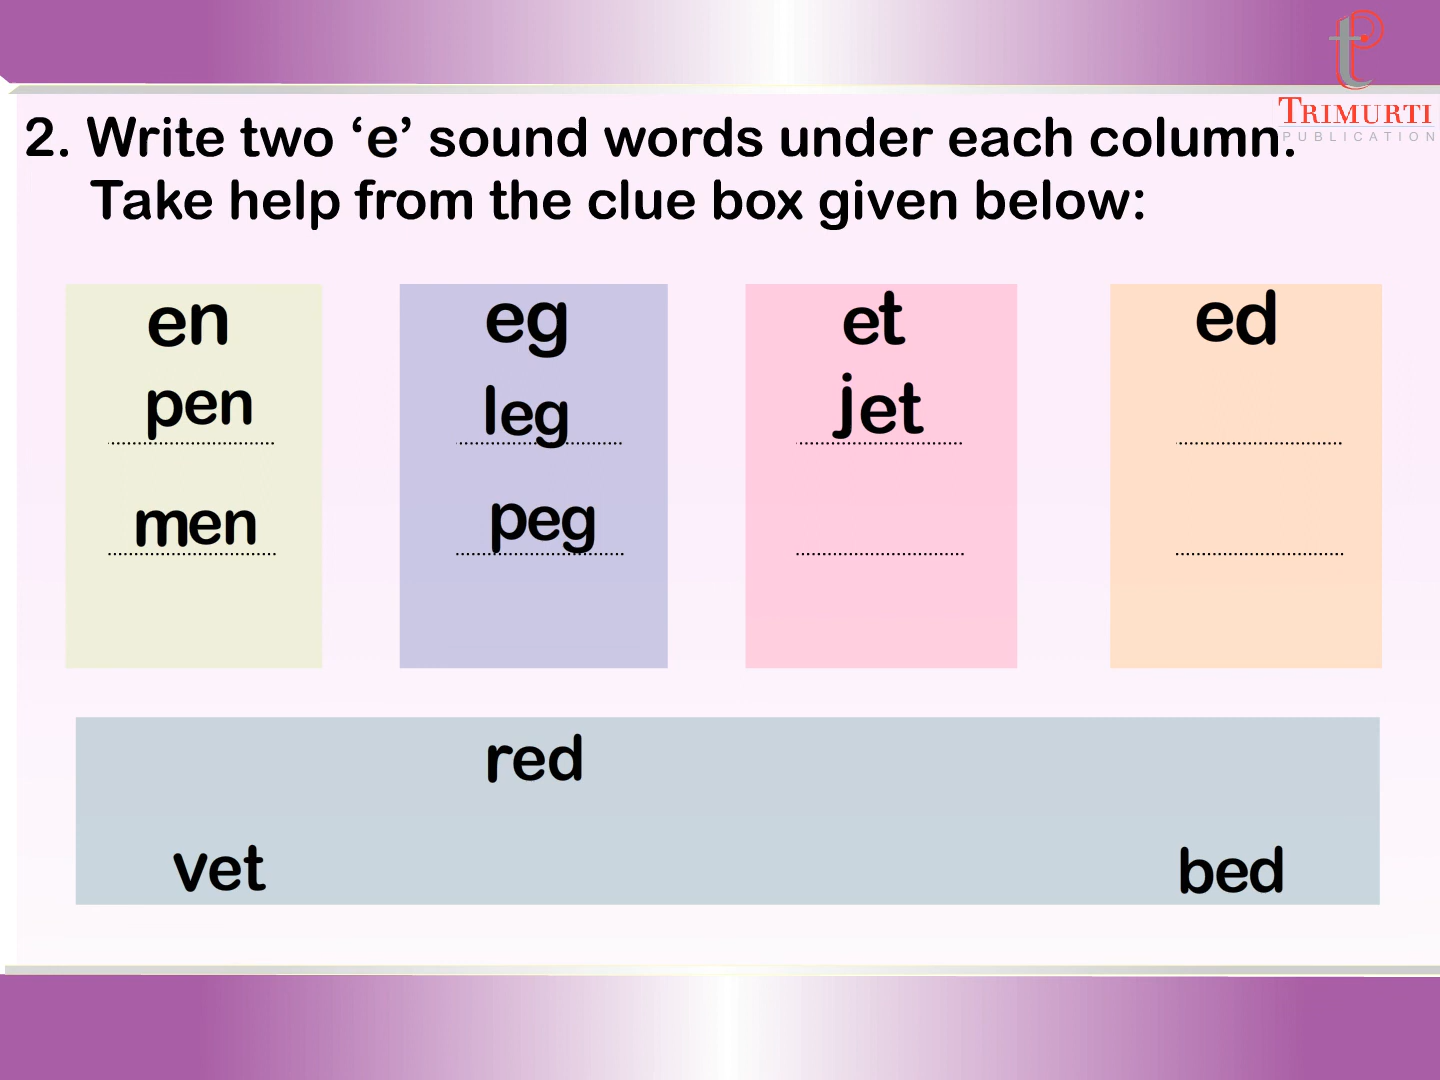 TRIMURTI
PUBLICATION
2. Write two ‘e’ sound words under each column.
Take help from the clue box given below:
en eg et ed
pen leg jet
men peg
red
vet bed